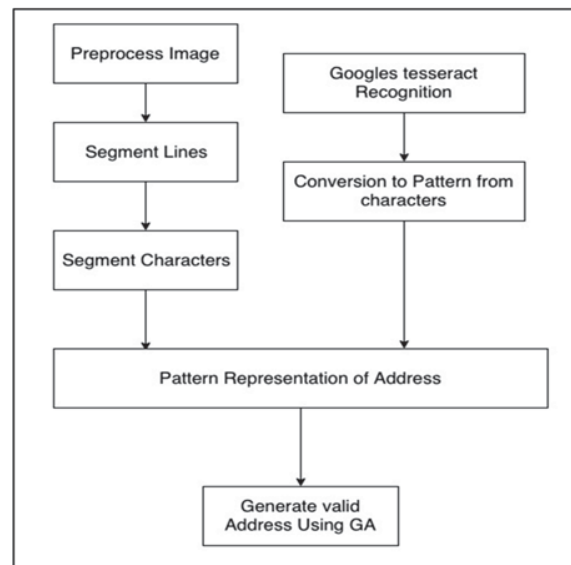 Preprocess Image
Googles tesseract
Recognition
Segment Lines
Conversion to Pattern from
characters
Segment Characters
Pattern Representation of Address
Generate valid
Address Using GA